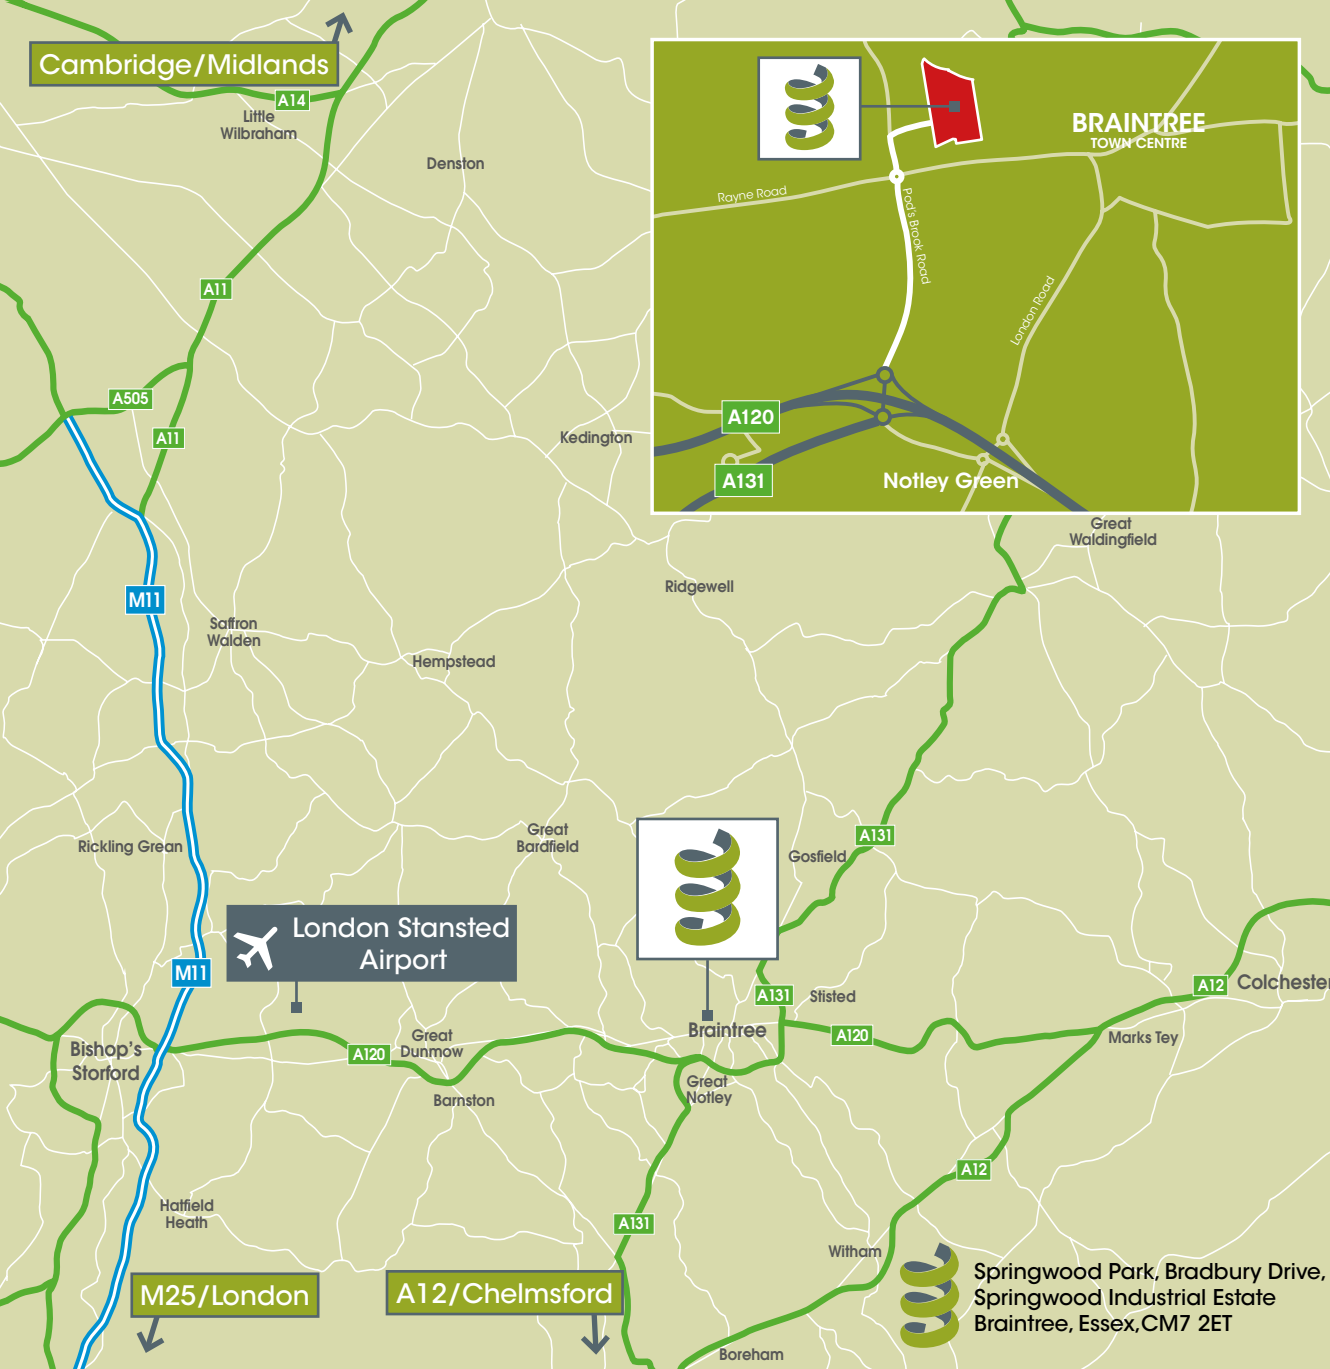 Cambridge/Midlands
A14
Little
Wilbraham
Denston
A11
A505
A11
Kedington
BRAINTREE
TOWN CENTRE
Rayne Road
Pod's Brook Road
London Road
A120
A131
Notley Green
Great
Waldingfield
Ridgewell
M11
Saffron
Walden
Hempstead
Rickling Grean
Great
Bardfield
Gosfield
A131
London Stansted
Airport
M11
A131
Stisted
A12
Colchester
Braintree
A120
Marks Tey
Bishop's
Storford
A120
Great
Dunmow
Barnston
Great
Notley
A12
Hatfield
Heath
A131
Witham
M25/London
A12/Chelmsford
Boreham
Springwood Park, Bradbury Drive,
Springwood Industrial Estate
Braintree, Essex,CM7 2ET